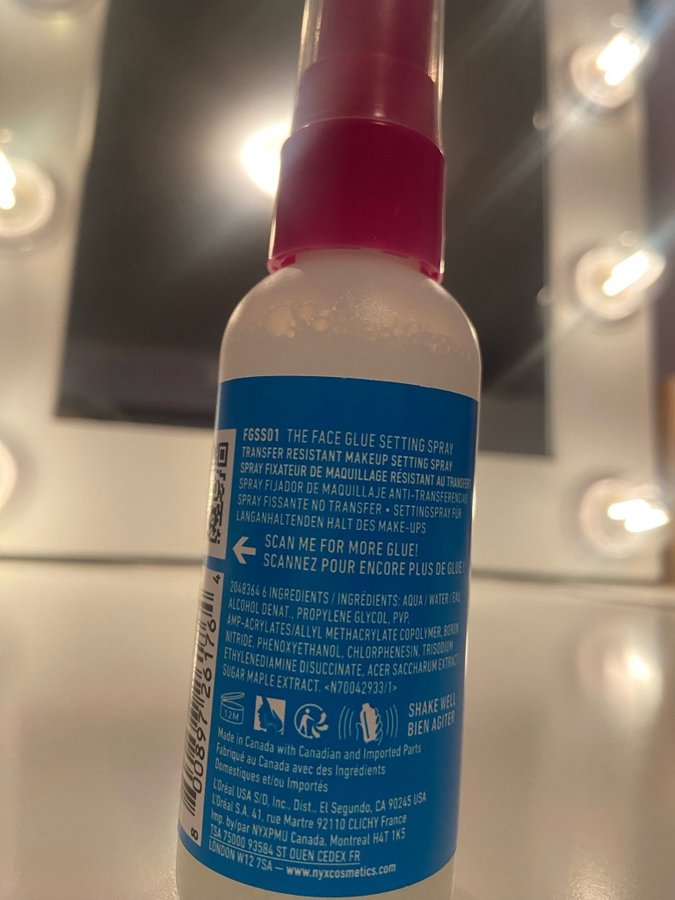 FGSS01 THE FACE GLUE SETTING SPRAY
TRANSFER RESISTANT MAKEUP SETTING SPRAY
SPRAY FIXATEUR DE MAQUILLAGE RÉSISTANT AU TRANSFERT
SPRAY FIJADOR DE MAQUILLAJE ANTI-TRANSFERENCIAS
SPRAY FISSANTE NO TRANSFER • SETTINGSPRAY FÜR
LANGANHALTENDEN HALT DES MAKE-UPS
SCAN ME FOR MORE GLUE!
SCANNEZ POUR ENCORE PLUS DE GLUE
2048364 6 INGREDIENTS / INGRÉDIENTS: AQUA / WATER / EAU,
ALCOHOL DENAT., PROPYLENE GLYCOL, PVP,
AMP-ACRYLATES/ALLYL METHACRYLATE COPOLYMER, BORON
NITRIDE, PHENOXYETHANOL, CHLORPHENESIN, TRISODIUM
ETHYLENEDIAMINE DISUCCINATE, ACER SACCHARUM EXTRACT
SUGAR MAPLE EXTRACT. <N70042933/1>
12M
SHAKE WELL
BIEN AGITER
Made in Canada with Canadian and Imported Parts
Fabriqué au Canada avec des Ingrédients
Domestiques et/ou Importés
L'Oréal USA S/D, Inc., Dist., El Segundo, CA 90245 USA
L'Oréal S.A. 41, rue Martre 92110 CLICHY France
Imp. by/par NYXPMU Canada, Montreal H4T 1K5
TSA 75000 93584 ST OUEN CEDEX FR
LONDON W12 7SA – www.nyxcosmetics.com
8 00897 26176 4